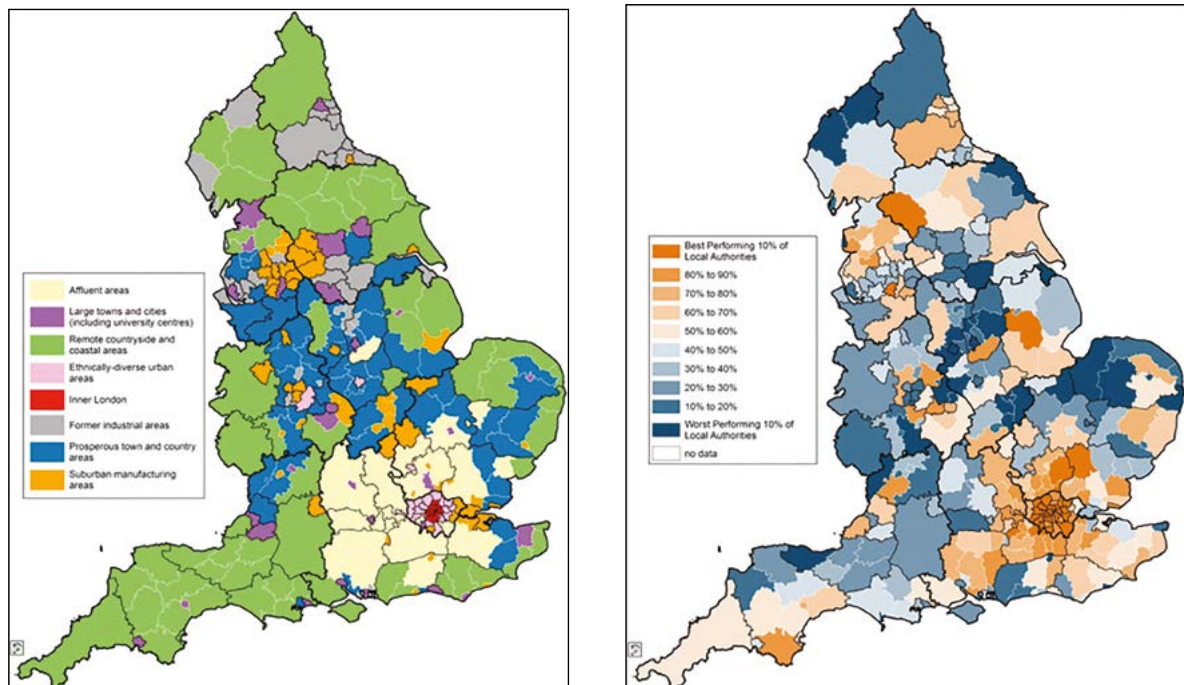 Affluent areas
Large towns and cities
(including university centres)
Remote countryside and
coastal areas
Ethnically-diverse urban
areas
Inner London
Former industrial areas
Prosperous town and country
areas
Suburban manufacturing
areas
Best Performing 10% of
Local Authorities
80% to 90%
70% to 80%
60% to 70%
50% to 60%
40% to 50%
30% to 40%
20% to 30%
10% to 20%
Worst Performing 10% of
Local Authorities
no data